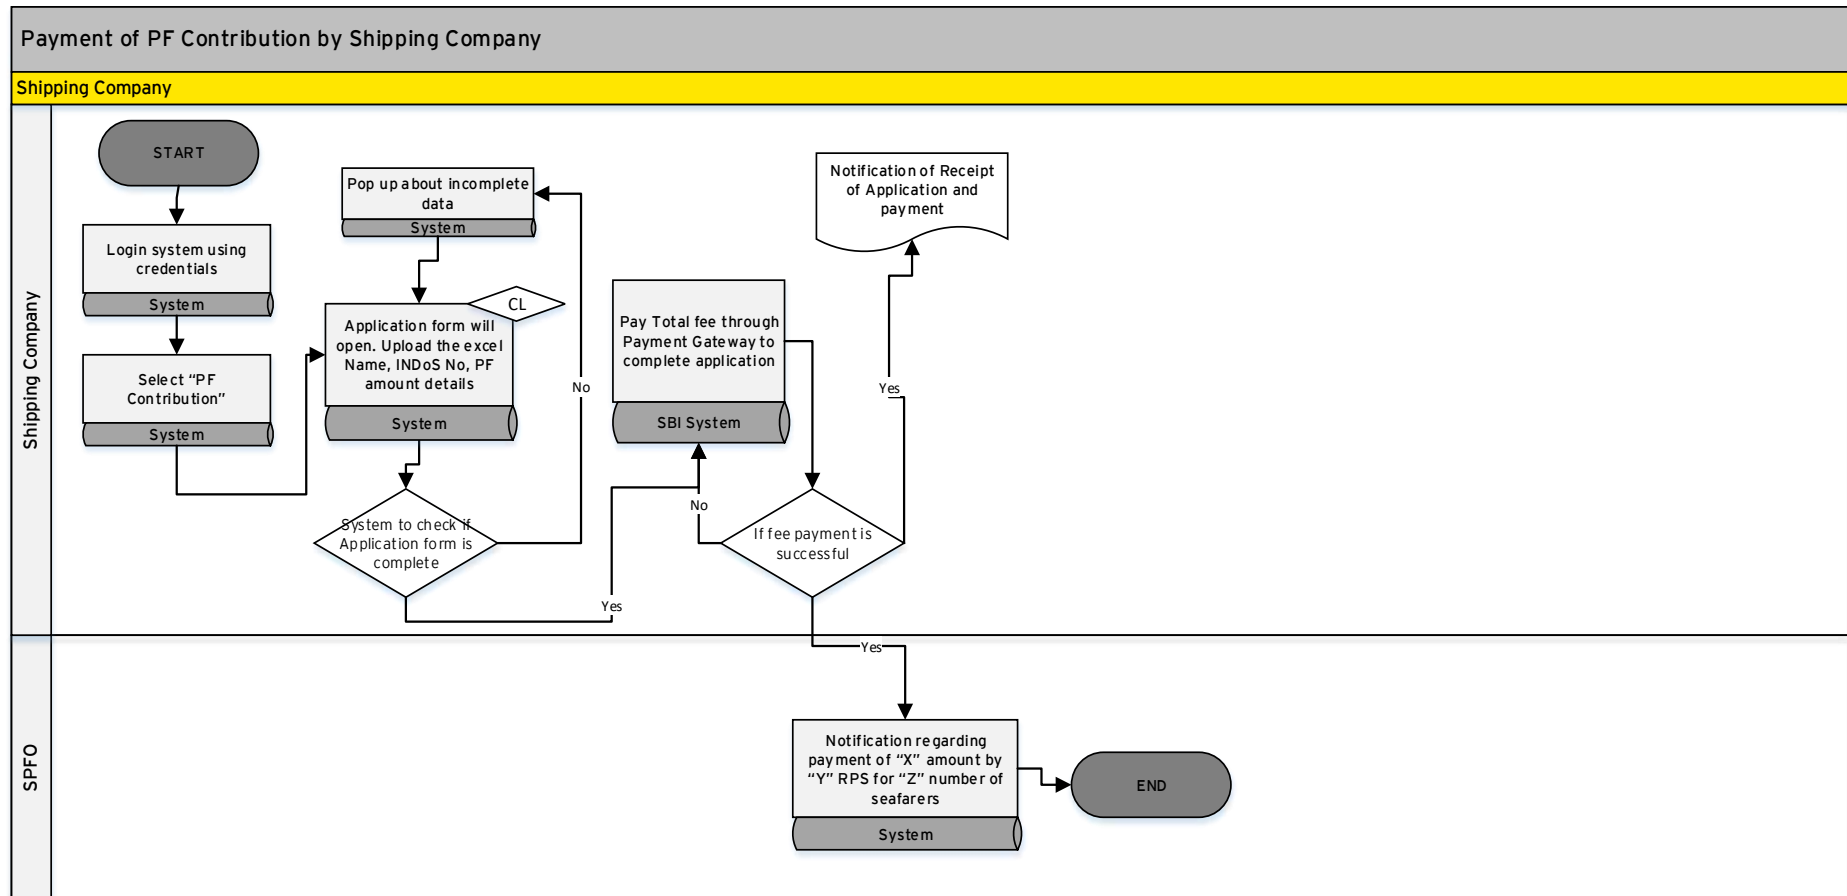 Payment of PF Contribution by Shipping Company
Shipping Company
Shipping Company
START
Login system using
credentials
System
Select “PF
Contribution”
System
Pop up about incomplete
data
System
CL
Application form will
open. Upload the excel
Name, INDoS No, PF
amount details
System
System to check if
Application form is
complete
No
Yes
Pay Total fee through
Payment Gateway to
complete application
SBI System
No
If fee payment is
successful
Yes
Notification of Receipt
of Application and
payment
SPFO
Yes
Notification regarding
payment of “X” amount by
“Y” RPS for “Z” number of
seafarers
System
END